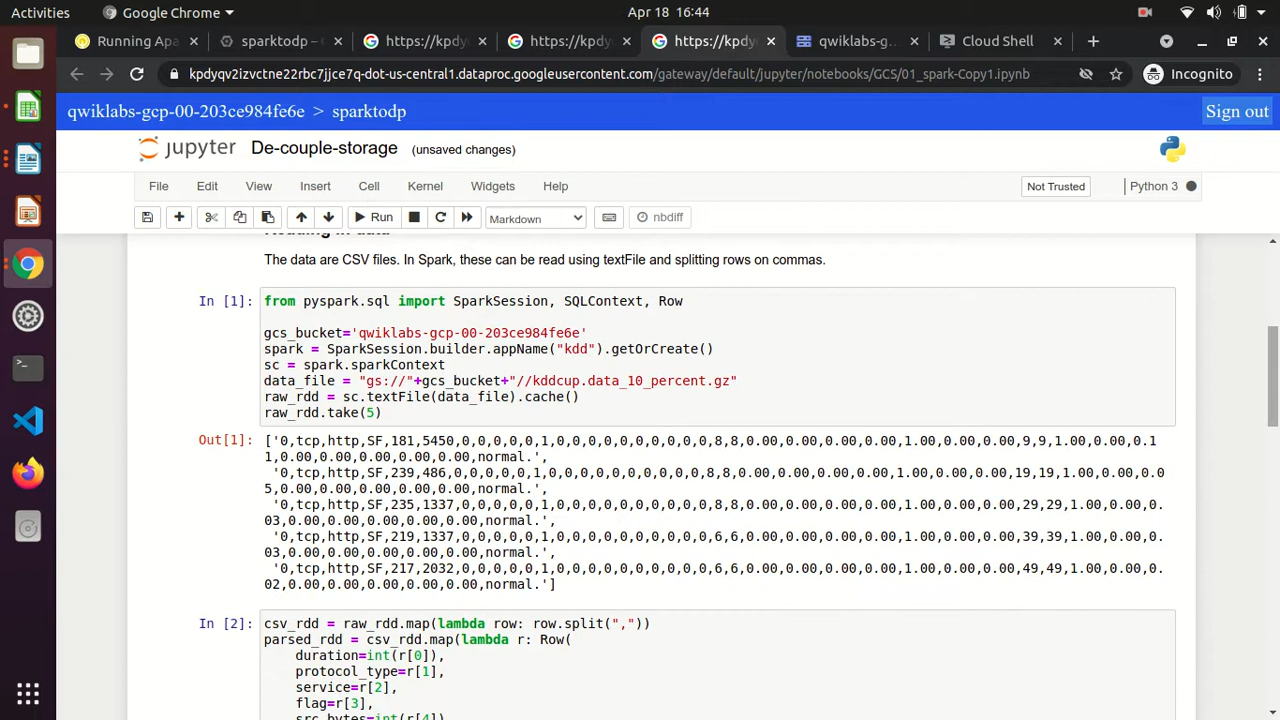 Activities
Google Chrome
Apr 18 16:44
Running Apa
sparktodp –
https://kpdy
https://kpdy
https://kpdy
qwiklabs-g
Cloud Shell
kpdyqv2izvctne22rbc7jjce7q-dot-us-central1.dataproc.googleusercontent.com/gateway/default/jupyter/notebooks/GCS/01_spark-Copy1.ipynb
Incognito
qwiklabs-gcp-00-203ce984fe6e > sparktodp
Sign out
jupyter De-couple-storage (unsaved changes)
File Edit View Insert Cell Kernel Widgets Help
Not Trusted
Python 3
Run
Markdown
nbdiff
Reading in data
The data are CSV files. In Spark, these can be read using textFile and splitting rows on commas.
In [1]: from pyspark.sql import SparkSession, SQLContext, Row
gcs_bucket='qwiklabs-gcp-00-203ce984fe6e'
spark = SparkSession.builder.appName("kdd").getOrCreate()
sc = spark.sparkContext
data_file = "gs://"+gcs_bucket+"//kddcup.data_10_percent.gz"
raw_rdd = sc.textFile(data_file).cache()
raw_rdd.take(5)
Out[1]: ['0,tcp,http,SF,181,5450,0,0,0,0,0,1,0,0,0,0,0,0,0,0,0,0,8,8,0.00,0.00,0.00,0.00,1.00,0.00,0.00,9,9,1.00,0.00,0.1
1,0.00,0.00,0.00,0.00,0.00,normal.',
'0,tcp,http,SF,239,486,0,0,0,0,0,1,0,0,0,0,0,0,0,0,0,0,8,8,0.00,0.00,0.00,0.00,1.00,0.00,0.00,19,19,1.00,0.00,0.0
5,0.00,0.00,0.00,0.00,0.00,normal.',
'0,tcp,http,SF,235,1337,0,0,0,0,0,1,0,0,0,0,0,0,0,0,0,0,8,8,0.00,0.00,0.00,0.00,1.00,0.00,0.00,29,29,1.00,0.00,0.
03,0.00,0.00,0.00,0.00,0.00,normal.',
'0,tcp,http,SF,219,1337,0,0,0,0,0,1,0,0,0,0,0,0,0,0,0,0,6,6,0.00,0.00,0.00,0.00,1.00,0.00,0.00,39,39,1.00,0.00,0.
03,0.00,0.00,0.00,0.00,0.00,normal.',
'0,tcp,http,SF,217,2032,0,0,0,0,0,1,0,0,0,0,0,0,0,0,0,0,6,6,0.00,0.00,0.00,0.00,1.00,0.00,0.00,49,49,1.00,0.00,0.
02,0.00,0.00,0.00,0.00,0.00,normal.']
In [2]: csv_rdd = raw_rdd.map(lambda row: row.split(","))
parsed_rdd = csv_rdd.map(lambda r: Row(
duration=int(r[0]),
protocol_type=r[1],
service=r[2],
flag=r[3],
src_bytes=int(r[4])